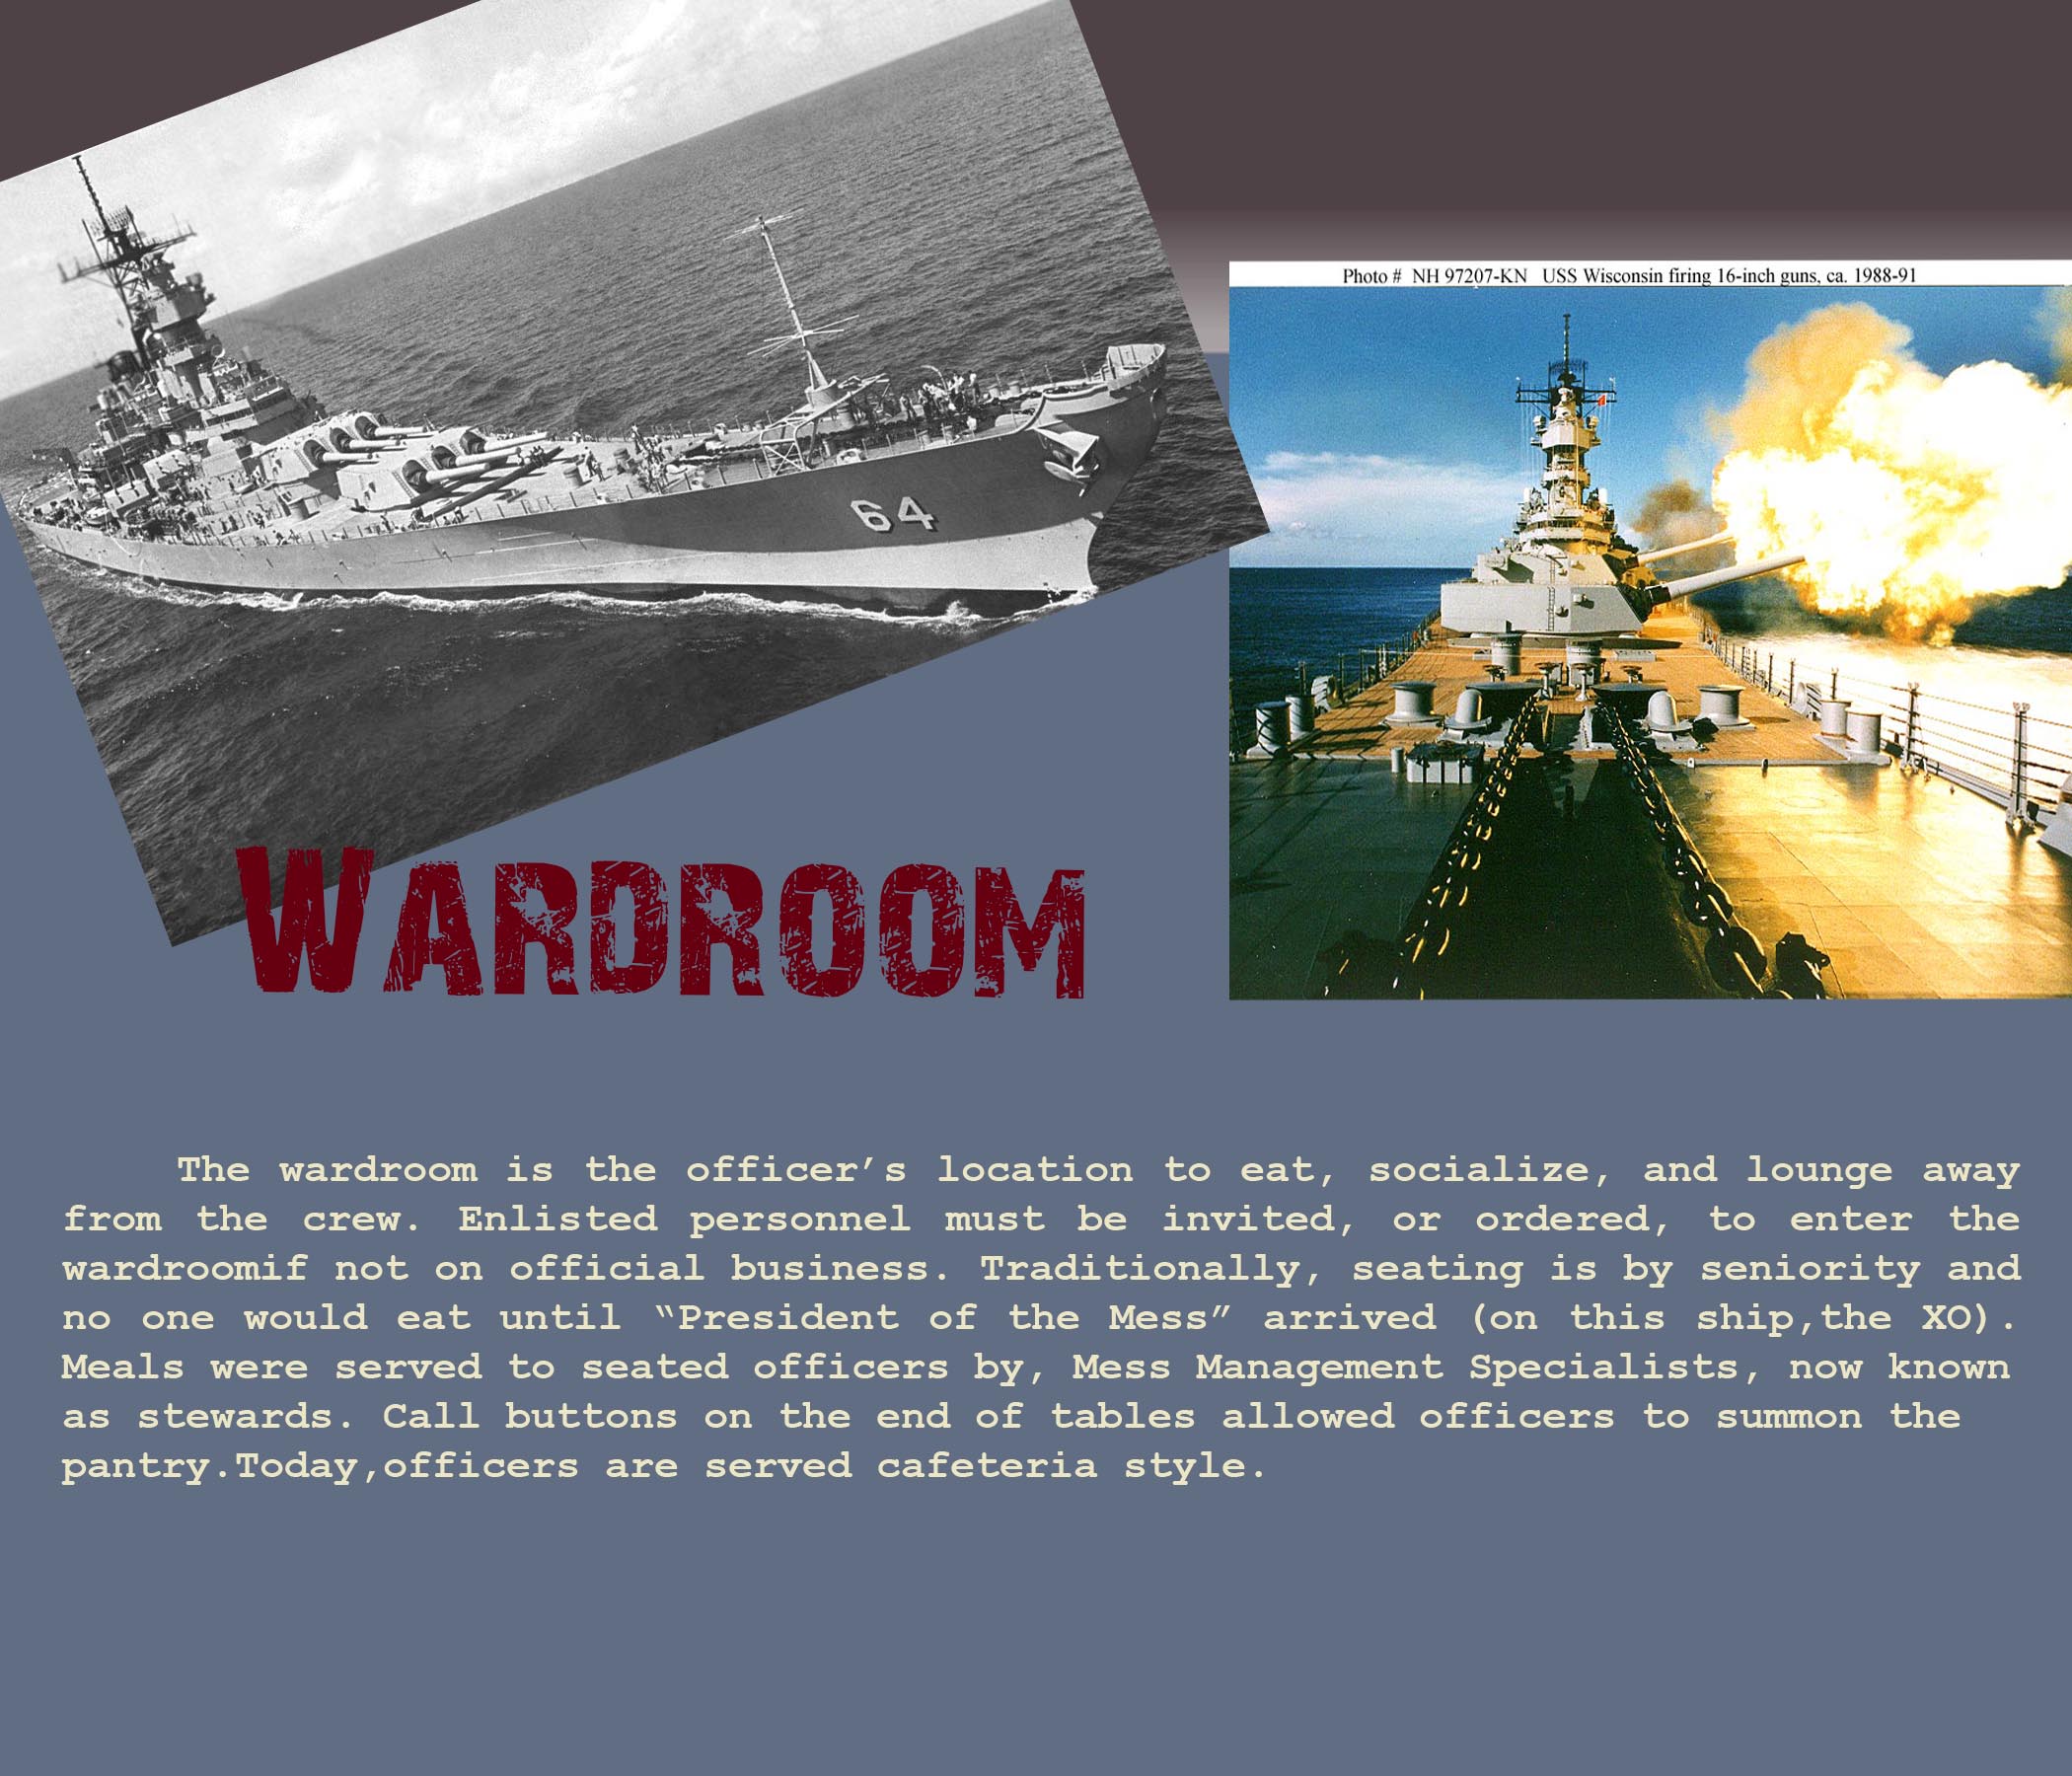 Photo # NH 97207-KN USS Wisconsin firing 16-inch guns, ca. 1988-91
64
WARDROOM
The wardroom is the officer’s location to eat, socialize, and lounge away
from the crew. Enlisted personnel must be invited, or ordered, to enter the
wardroomif not on official business. Traditionally, seating is by seniority and
no one would eat until “President of the Mess” arrived (on this ship,the XO).
Meals were served to seated officers by, Mess Management Specialists, now known
as stewards. Call buttons on the end of tables allowed officers to summon the
pantry.Today,officers are served cafeteria style.